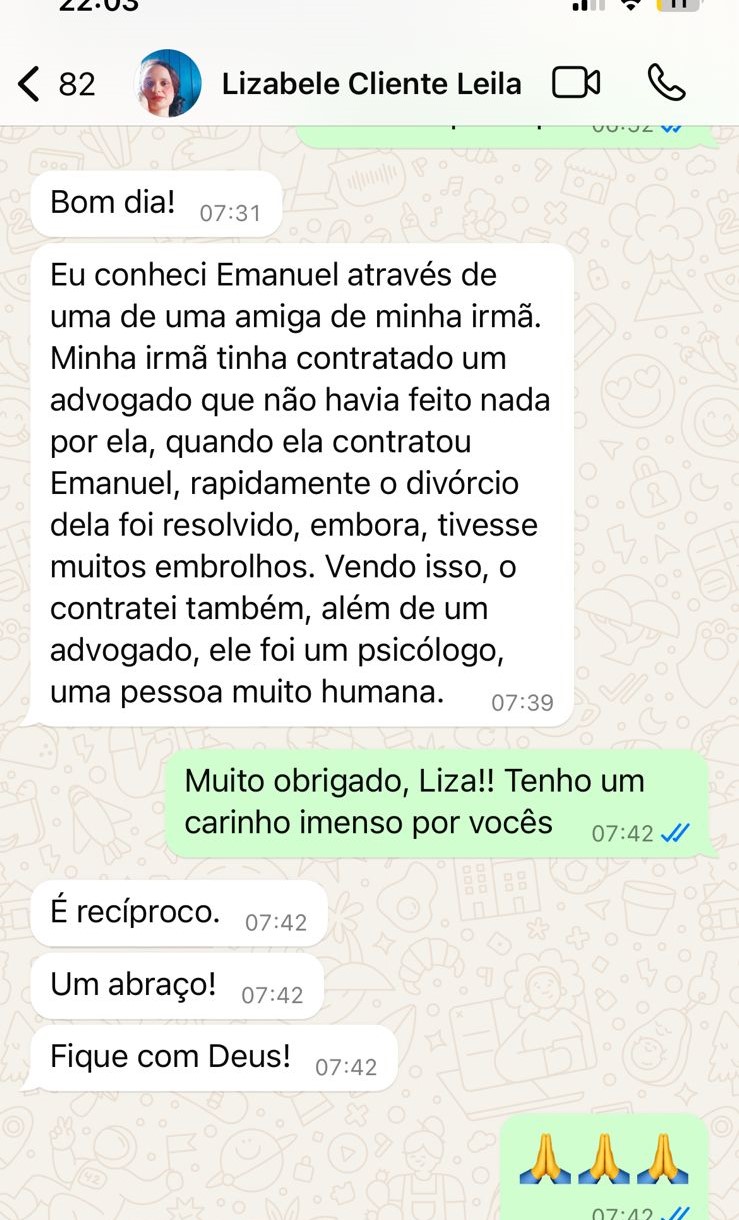 22:03
82
Lizabele Cliente Leila
Bom dia!
07:31
Eu conheci Emanuel através de
uma de uma amiga de minha irmã.
Minha irmã tinha contratado um
advogado que não havia feito nada
por ela, quando ela contratou
Emanuel, rapidamente o divórcio
dela foi resolvido, embora, tivesse
muitos embrolhos. Vendo isso, o
contratei também, além de um
advogado, ele foi um psicólogo,
uma pessoa muito humana.
07:39
Muito obrigado, Liza!! Tenho um
carinho imenso por vocês
07:42
É recíproco.
07:42
Um abraço!
07:42
Fique com Deus!
07:42
🙏🙏🙏
07:42